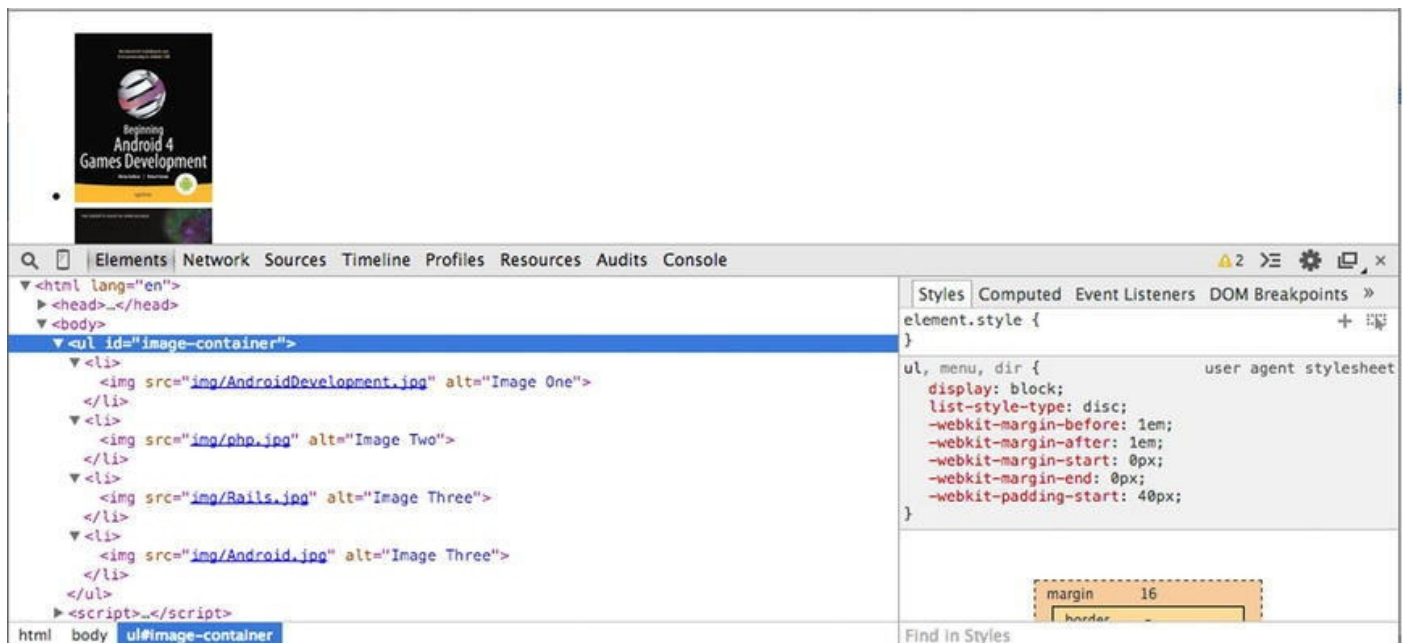 Beginning
Android 4
Games Development
Elements Network Sources Timeline Profiles Resources Audits Console
2
<html lang="en">
<head>…</head>
<body>
<ul id="image-container">
<li>
<img src="img/AndroidDevelopment.jpg" alt="Image One">
</li>
<li>
<img src="img/php.jpg" alt="Image Two">
</li>
<li>
<img src="img/Rails.jpg" alt="Image Three">
</li>
<li>
<img src="img/Android.jpg" alt="Image Three">
</li>
</ul>
<script>…</script>
html body ul#image-container
Styles Computed Event Listeners DOM Breakpoints »
element.style {
}
ul, menu, dir { user agent stylesheet
display: block;
list-style-type: disc;
-webkit-margin-before: 1em;
-webkit-margin-after: 1em;
-webkit-margin-start: 0px;
-webkit-margin-end: 0px;
-webkit-padding-start: 40px;
}
margin 16
border -
Find in Styles